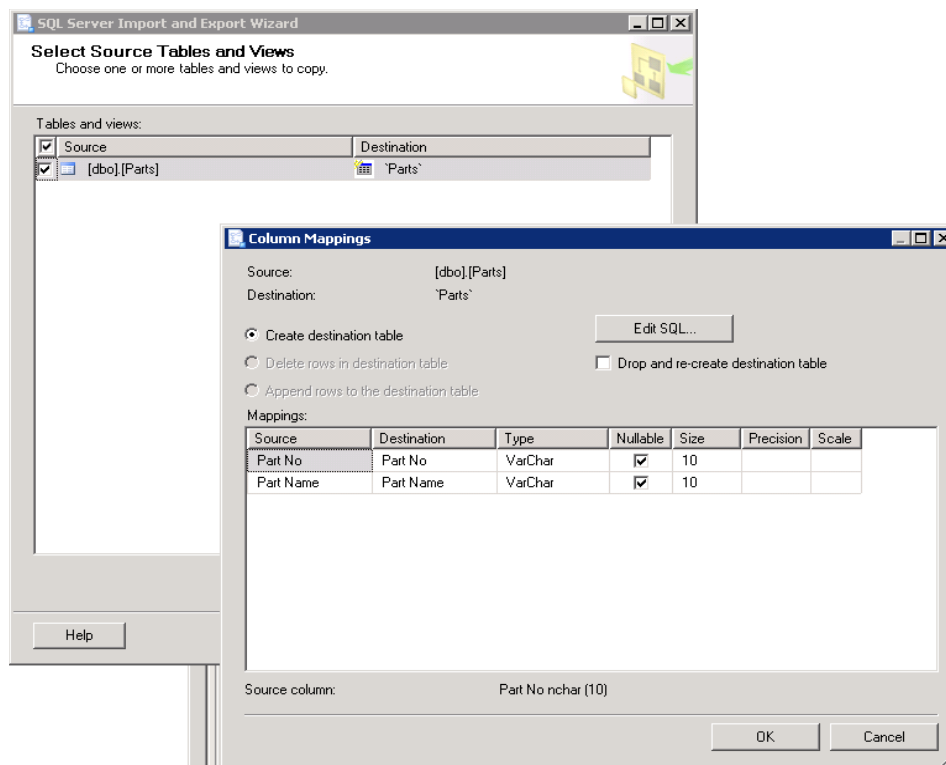 SQL Server Import and Export Wizard
Select Source Tables and Views
Choose one or more tables and views to copy.
Tables and views:
Source Destination
[dbo].[Parts] `Parts`
Column Mappings
Source: [dbo].[Parts]
Destination: `Parts`
Create destination table
Edit SQL...
Delete rows in destination table
Drop and re-create destination table
Append rows to the destination table
Mappings:
Source Destination Type Nullable Size Precision Scale
Part No Part No VarChar 10
Part Name Part Name VarChar 10
Help
Source column: Part No nchar (10)
OK Cancel